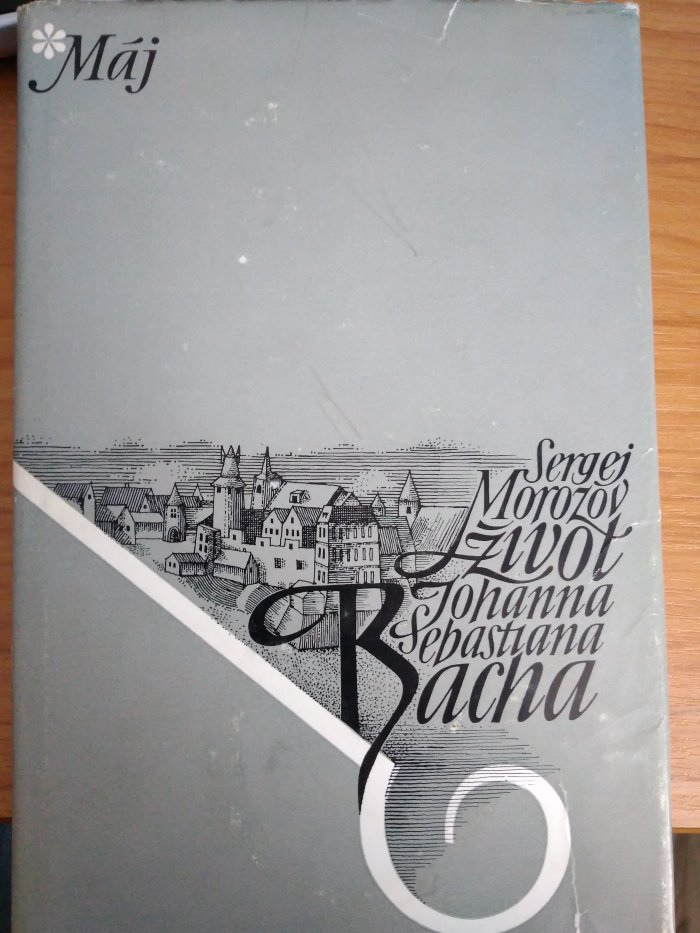 Máj
Sergej
Morozov
život
Johanna
Sebastiana
Bacha